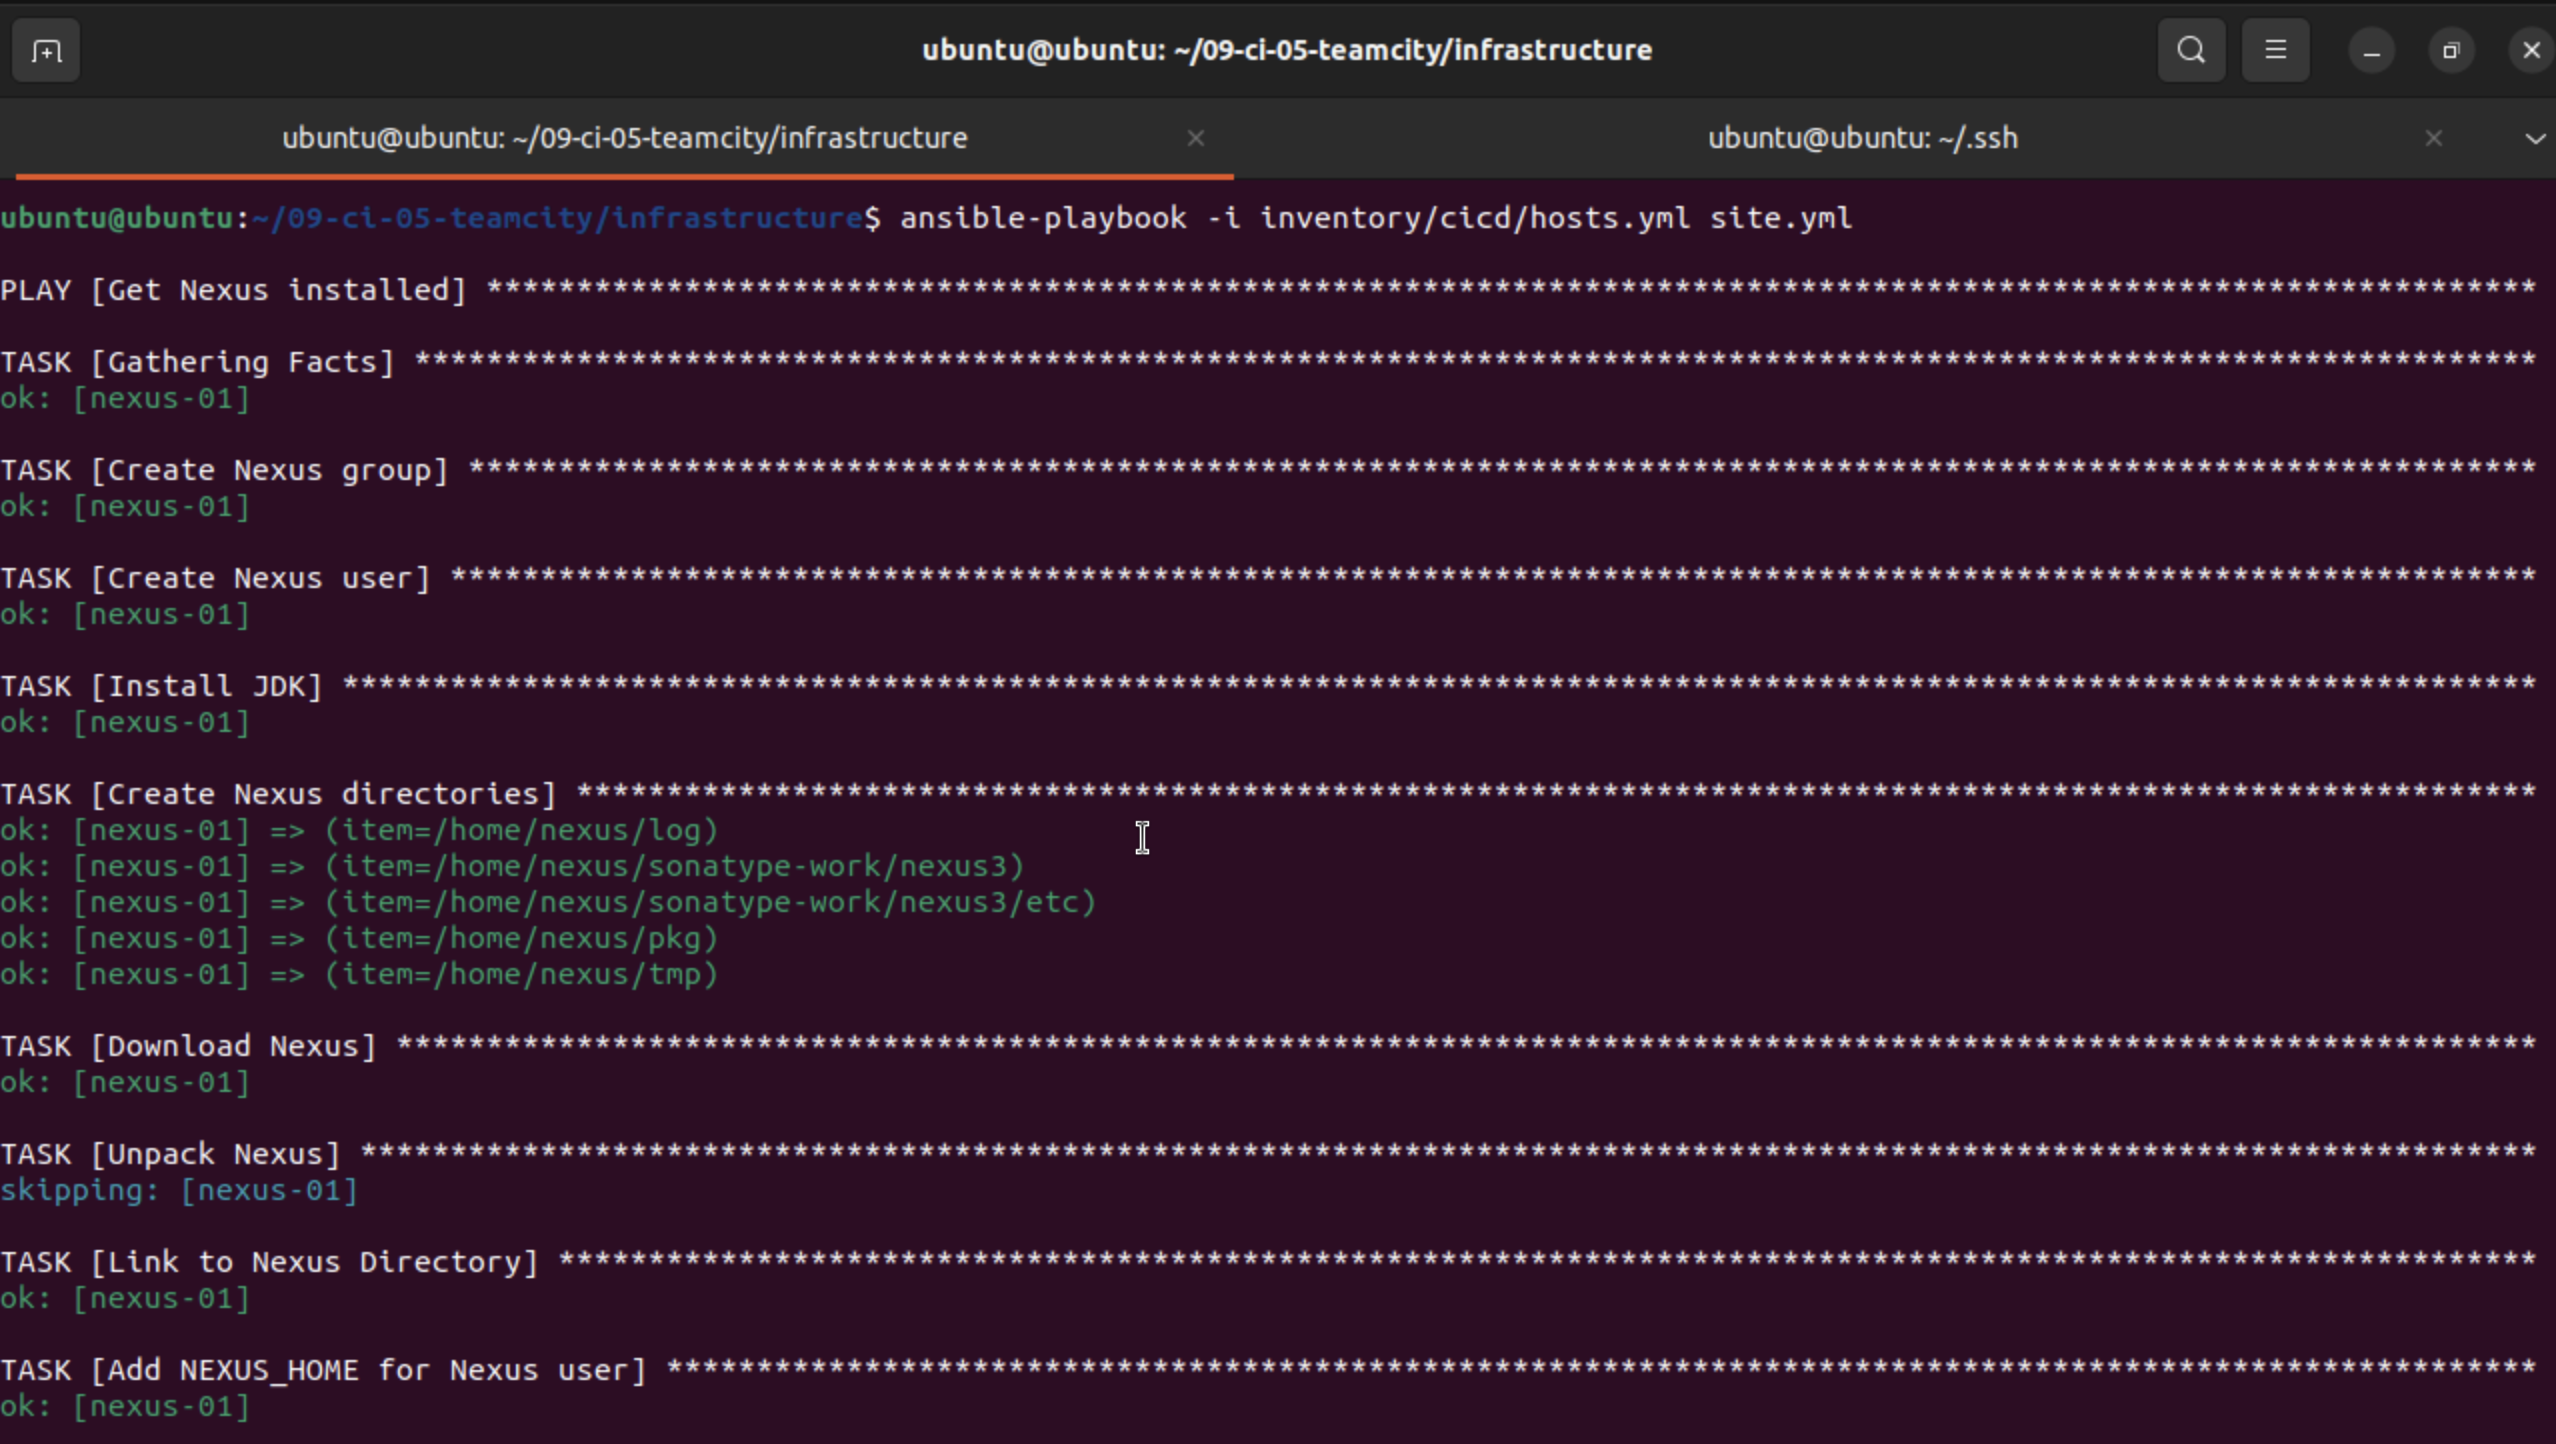 ubuntu@ubuntu: ~/09-ci-05-teamcity/infrastructure
ubuntu@ubuntu: ~/09-ci-05-teamcity/infrastructure × ubuntu@ubuntu: ~/.ssh ×
ubuntu@ubuntu:~/09-ci-05-teamcity/infrastructure$ ansible-playbook -i inventory/cicd/hosts.yml site.yml
PLAY [Get Nexus installed] ******************************************************************************************************************
TASK [Gathering Facts] **********************************************************************************************************************
ok: [nexus-01]
TASK [Create Nexus group] *******************************************************************************************************************
ok: [nexus-01]
TASK [Create Nexus user] ********************************************************************************************************************
ok: [nexus-01]
TASK [Install JDK] **************************************************************************************************************************
ok: [nexus-01]
TASK [Create Nexus directories] *************************************************************************************************************
ok: [nexus-01] => (item=/home/nexus/log)
ok: [nexus-01] => (item=/home/nexus/sonatype-work/nexus3)
ok: [nexus-01] => (item=/home/nexus/sonatype-work/nexus3/etc)
ok: [nexus-01] => (item=/home/nexus/pkg)
ok: [nexus-01] => (item=/home/nexus/tmp)
TASK [Download Nexus] ***********************************************************************************************************************
ok: [nexus-01]
TASK [Unpack Nexus] *************************************************************************************************************************
skipping: [nexus-01]
TASK [Link to Nexus Directory] **************************************************************************************************************
ok: [nexus-01]
TASK [Add NEXUS_HOME for Nexus user] ********************************************************************************************************
ok: [nexus-01]